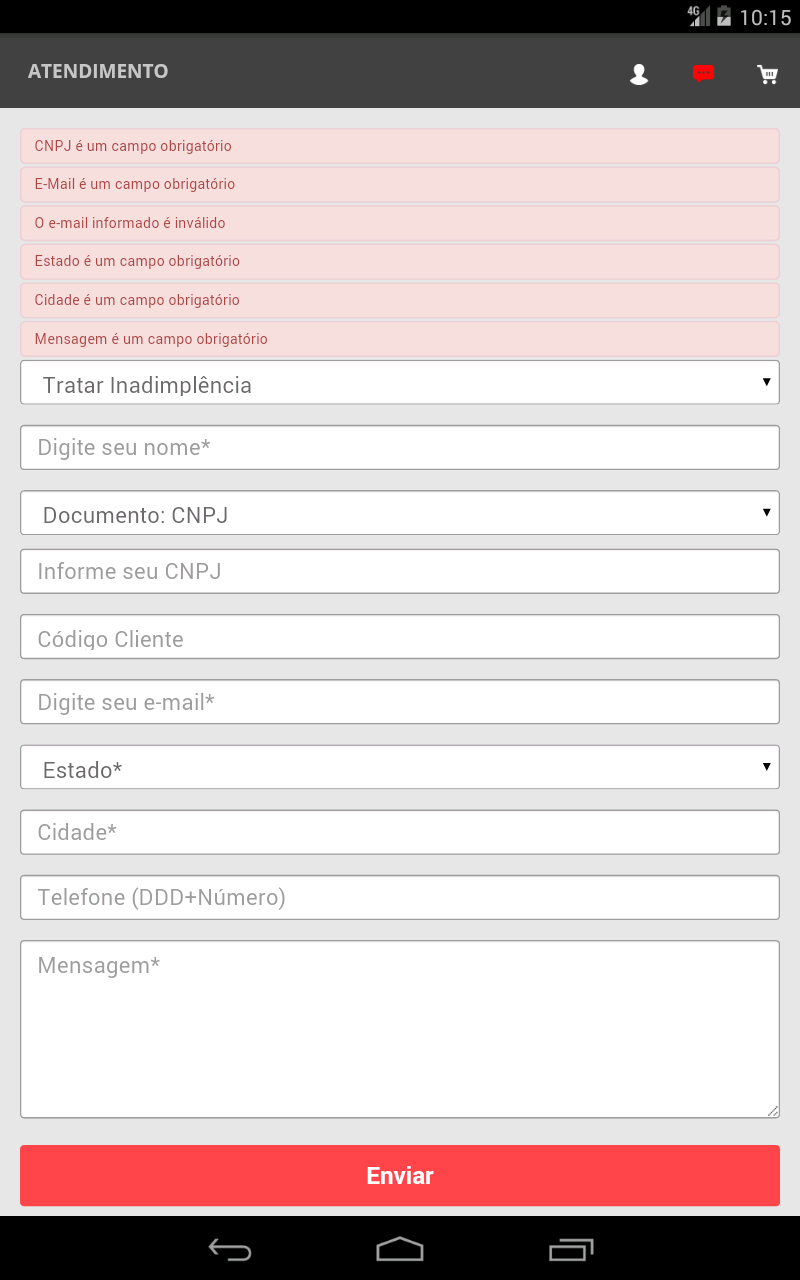 4G 10:15
ATENDIMENTO
CNPJ é um campo obrigatório
E-Mail é um campo obrigatório
O e-mail informado é inválido
Estado é um campo obrigatório
Cidade é um campo obrigatório
Mensagem é um campo obrigatório
Tratar Inadimplência
Digite seu nome*
Documento: CNPJ
Informe seu CNPJ
Código Cliente
Digite seu e-mail*
Estado*
Cidade*
Telefone (DDD+Número)
Mensagem*
Enviar